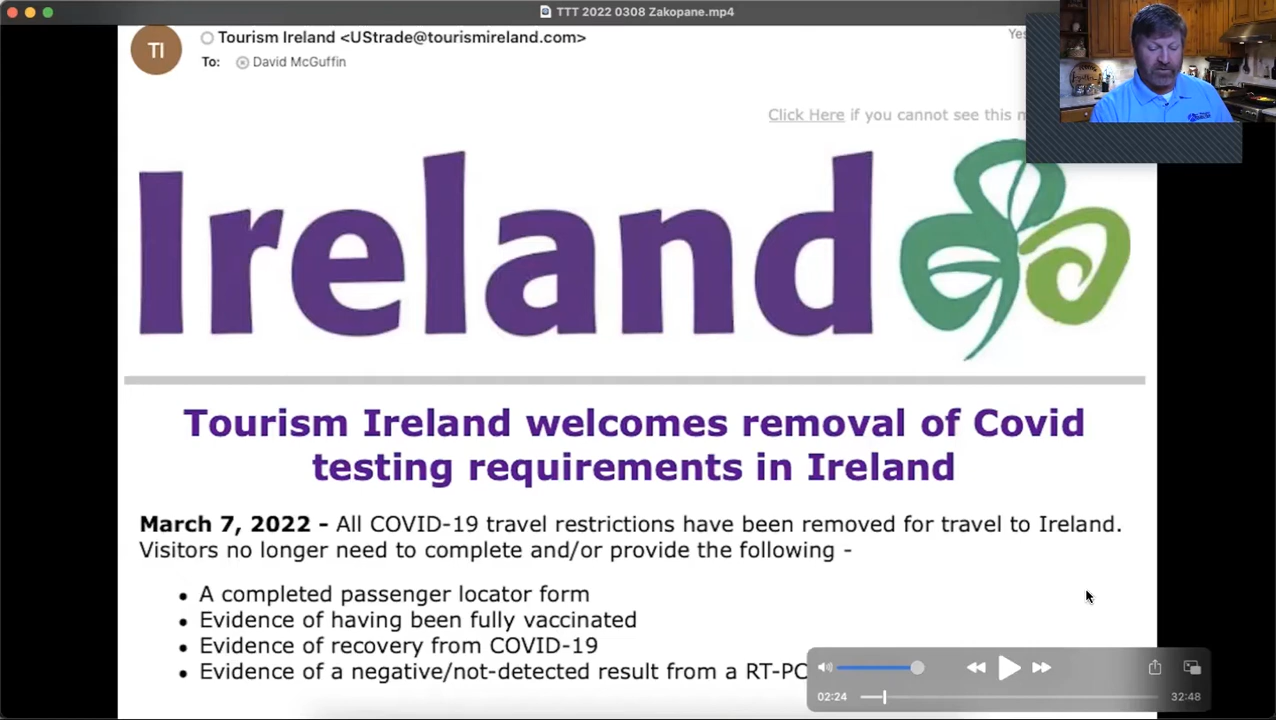 TTT 2022 0308 Zakopane.mp4
TI
Tourism Ireland <UStrade@tourismireland.com>
To: David McGuffin
Click Here if you cannot see this
Ireland
Tourism Ireland welcomes removal of Covid
testing requirements in Ireland
March 7, 2022 - All COVID-19 travel restrictions have been removed for travel to Ireland.
Visitors no longer need to complete and/or provide the following -
• A completed passenger locator form
• Evidence of having been fully vaccinated
• Evidence of recovery from COVID-19
• Evidence of a negative/not-detected result from a RT-PC
02:24
32:48